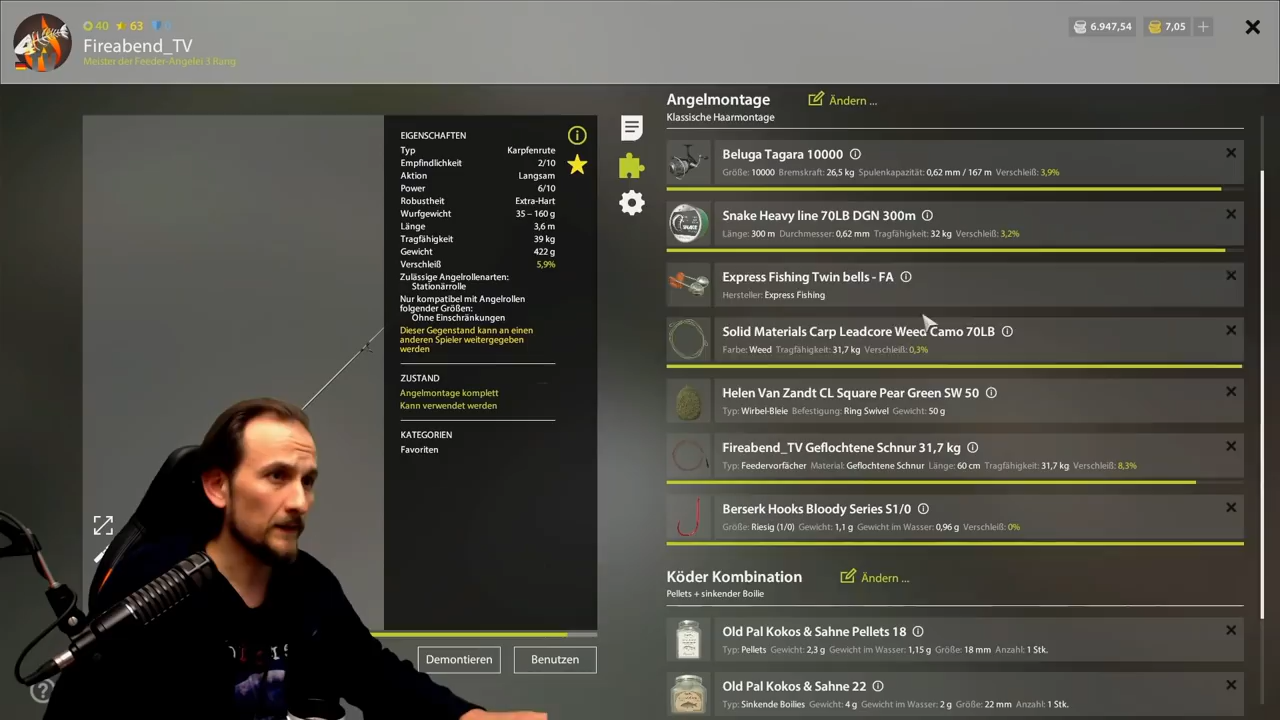 40 63
Fireabend_TV
Meister der Feeder-Angelei 3 Rang
6.947,54 7,05
EIGENSCHAFTEN
Typ Karpfenrute
Empfindlichkeit 2/10
Aktion Langsam
Power 6/10
Robustheit Extra-Hart
Wurfgewicht 35 – 160 g
Länge 3,6 m
Tragfähigkeit 39 kg
Gewicht 422 g
Verschleiß 5,9%
Zulässige Angelrollenarten:
Stationärrolle
Nur kompatibel mit Angelrollen
folgender Größen:
Ohne Einschränkungen
Dieser Gegenstand kann an einen
anderen Spieler weitergegeben
werden
ZUSTAND
Angelmontage komplett
Kann verwendet werden
KATEGORIEN
Favoriten
Demontieren Benutzen
Angelmontage Ändern ...
Klassische Haarmontage
Beluga Tagara 10000
Größe: 10000 Bremskraft: 26,5 kg Spulenkapazität: 0,62 mm / 167 m Verschleiß: 3,9%
Snake Heavy line 70LB DGN 300m
Länge: 300 m Durchmesser: 0,62 mm Tragfähigkeit: 32 kg Verschleiß: 3,2%
Express Fishing Twin bells - FA
Hersteller: Express Fishing
Solid Materials Carp Leadcore Weed Camo 70LB
Farbe: Weed Tragfähigkeit: 31,7 kg Verschleiß: 0,3%
Helen Van Zandt CL Square Pear Green SW 50
Typ: Wirbel-Bleie Befestigung: Ring Swivel Gewicht: 50 g
Fireabend_TV Geflochtene Schnur 31,7 kg
Typ: Feedervorfächer Material: Geflochtene Schnur Länge: 60 cm Tragfähigkeit: 31,7 kg Verschleiß: 8,3%
Berserk Hooks Bloody Series S1/0
Größe: Riesig (1/0) Gewicht: 1,1 g Gewicht im Wasser: 0,96 g Verschleiß: 0%
Köder Kombination Ändern ...
Pellets + sinkender Boilie
Old Pal Kokos & Sahne Pellets 18
Typ: Pellets Gewicht: 2,3 g Gewicht im Wasser: 1,15 g Größe: 18 mm Anzahl: 1 Stk.
Old Pal Kokos & Sahne 22
Typ: Sinkende Boilies Gewicht: 4 g Gewicht im Wasser: 2 g Größe: 22 mm Anzahl: 1 Stk.